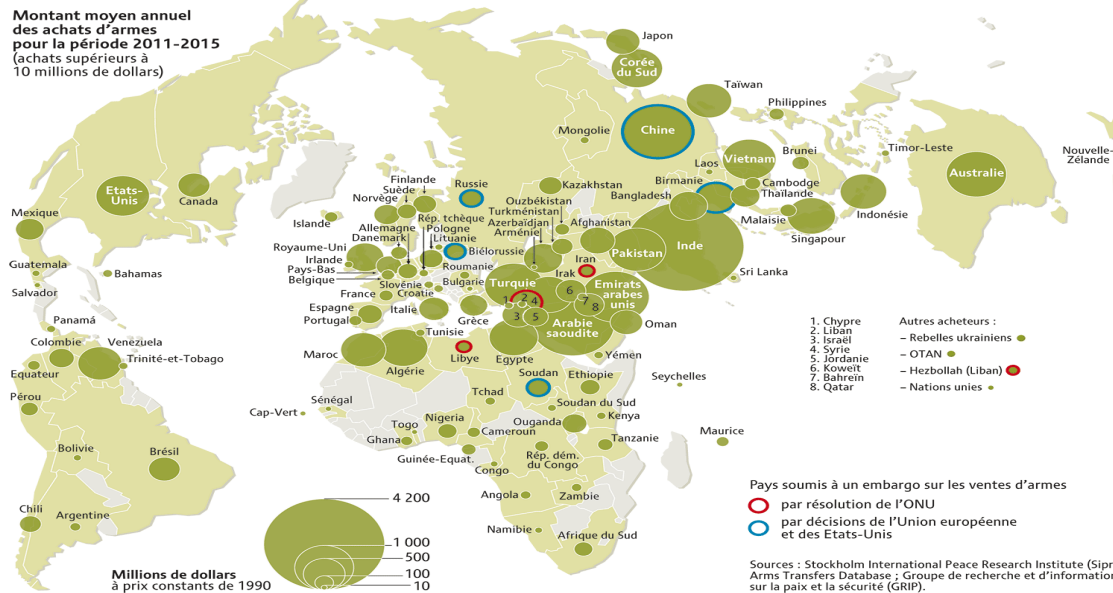 Montant moyen annuel
des achats d'armes
pour la période 2011-2015
(achats supérieurs à
10 millions de dollars)
Japon
Corée
du Sud
Taïwan
Philippines
Mongolie
Chine
Timor-Leste
Nouvelle-
Zélande
Brunei
Laos
Vietnam
Australie
Etats-
Unis
Canada
Finlande
Suède
Norvège
Russie
Kazakhstan
Birmanie
Bangladesh
Cambodge
Thaïlande
Malaisie
Indonésie
Singapour
Mexique
Islande
Rép. tchèque
Allemagne
Pologne
Danemark
Lituanie
Ouzbékistan
Turkménistan
Azerbaïdjan
Arménie
Afghanistan
Royaume-Uni
Irlande
Pays-Bas
Belgique
Biélorussie
Roumanie
Bulgarie
Iran
Irak
Pakistan
Inde
Sri Lanka
Guatemala
Salvador
Bahamas
Slovénie
Croatie
France
Espagne
Portugal
Italie
Grèce
Turquie
Emirats
arabes
unis
1
2
4
6
7
8
3
5
Arabie
saoudite
Oman
Panamá
Colombie
Venezuela
Trinité-et-Tobago
Equateur
Pérou
Maroc
Algérie
Tunisie
Libye
Egypte
Yémen
Soudan
Ethiopie
Seychelles
Tchad
Soudan du Sud
Kenya
Cap-Vert
Sénégal
Togo
Nigeria
Ghana
Cameroun
Ouganda
Tanzanie
Maurice
Guinée-Equat.
Congo
Rép. dém.
du Congo
Bolivie
Brésil
Chili
Argentine
Angola
Zambie
Namibie
Afrique du Sud
1. Chypre
2. Liban
3. Israël
4. Syrie
5. Jordanie
6. Koweït
7. Bahreïn
8. Qatar
Autres acheteurs :
– Rebelles ukrainiens
– OTAN
– Hezbollah (Liban)
– Nations unies
4 200
1 000
500
100
10
Millions de dollars
à prix constants de 1990
Pays soumis à un embargo sur les ventes d'armes
par résolution de l'ONU
par décisions de l'Union européenne
et des Etats-Unis
Sources : Stockholm International Peace Research Institute (Sipr
Arms Transfers Database ; Groupe de recherche et d'information
sur la paix et la sécurité (GRIP).